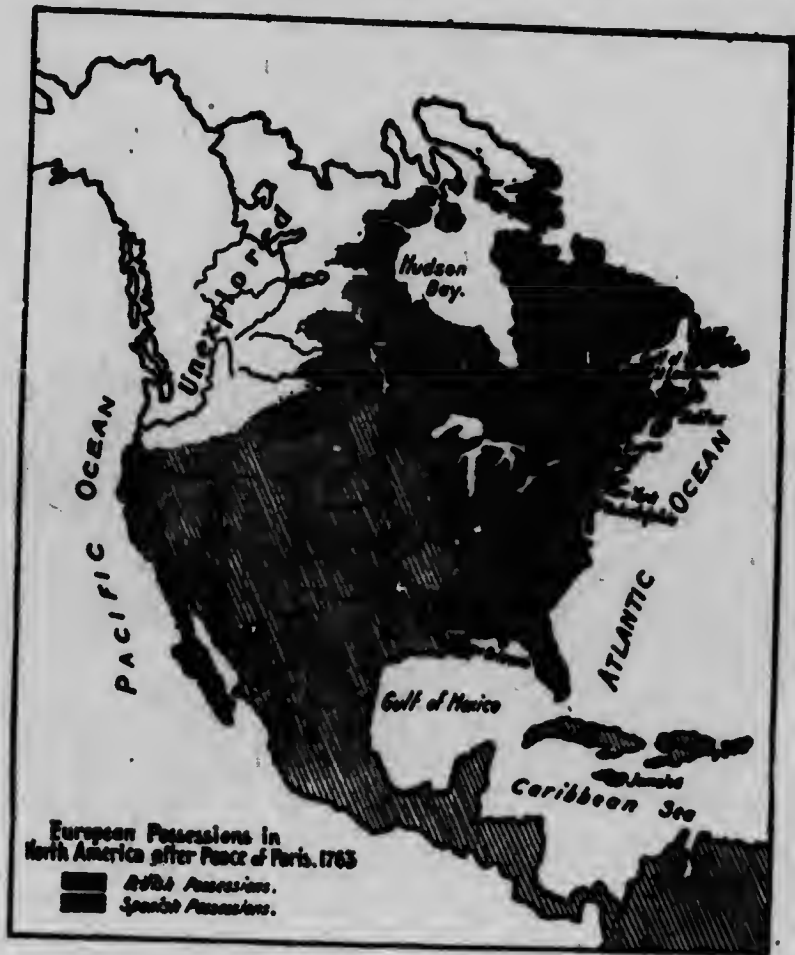 Hudson
Bay.
Unexplored
PACIFIC OCEAN
ATLANTIC
OCEAN
Gulf of Mexico
Jamaica
Caribbean Sea
European Possessions in
North America after Peace of Paris. 1763
British Possessions.
Spanish Possessions.